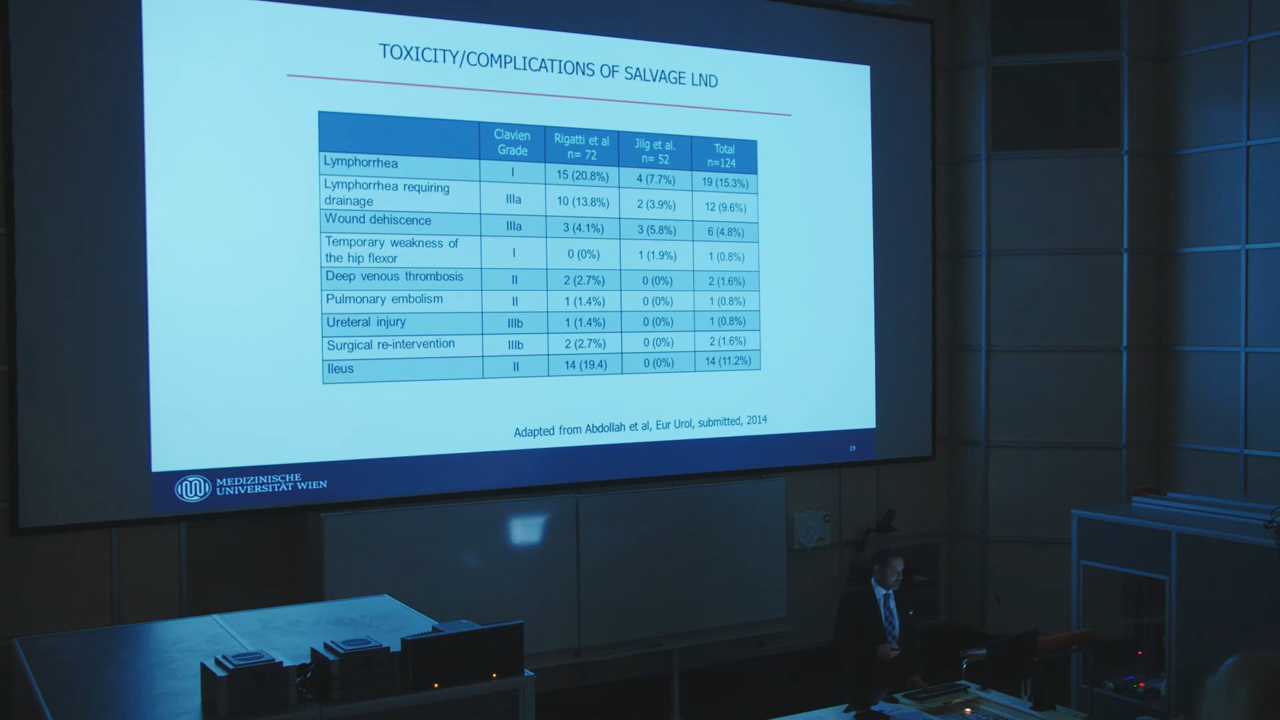 TOXICITY/COMPLICATIONS OF SALVAGE LND
Clavien Grade Rigatti et al n= 72 Jilg et al. n= 52 Total n=124
Lymphorrhea I 15 (20.8%) 4 (7.7%) 19 (15.3%)
Lymphorrhea requiring drainage IIIa 10 (13.8%) 2 (3.9%) 12 (9.6%)
Wound dehiscence IIIa 3 (4.1%) 3 (5.8%) 6 (4.8%)
Temporary weakness of the hip flexor I 0 (0%) 1 (1.9%) 1 (0.8%)
Deep venous thrombosis II 2 (2.7%) 0 (0%) 2 (1.6%)
Pulmonary embolism II 1 (1.4%) 0 (0%) 1 (0.8%)
Ureteral injury IIIb 1 (1.4%) 0 (0%) 1 (0.8%)
Surgical re-intervention IIIb 2 (2.7%) 0 (0%) 2 (1.6%)
Ileus II 14 (19.4) 0 (0%) 14 (11.2%)
Adapted from Abdollah et al, Eur Urol, submitted, 2014
19
MEDIZINISCHE
UNIVERSITÄT WIEN